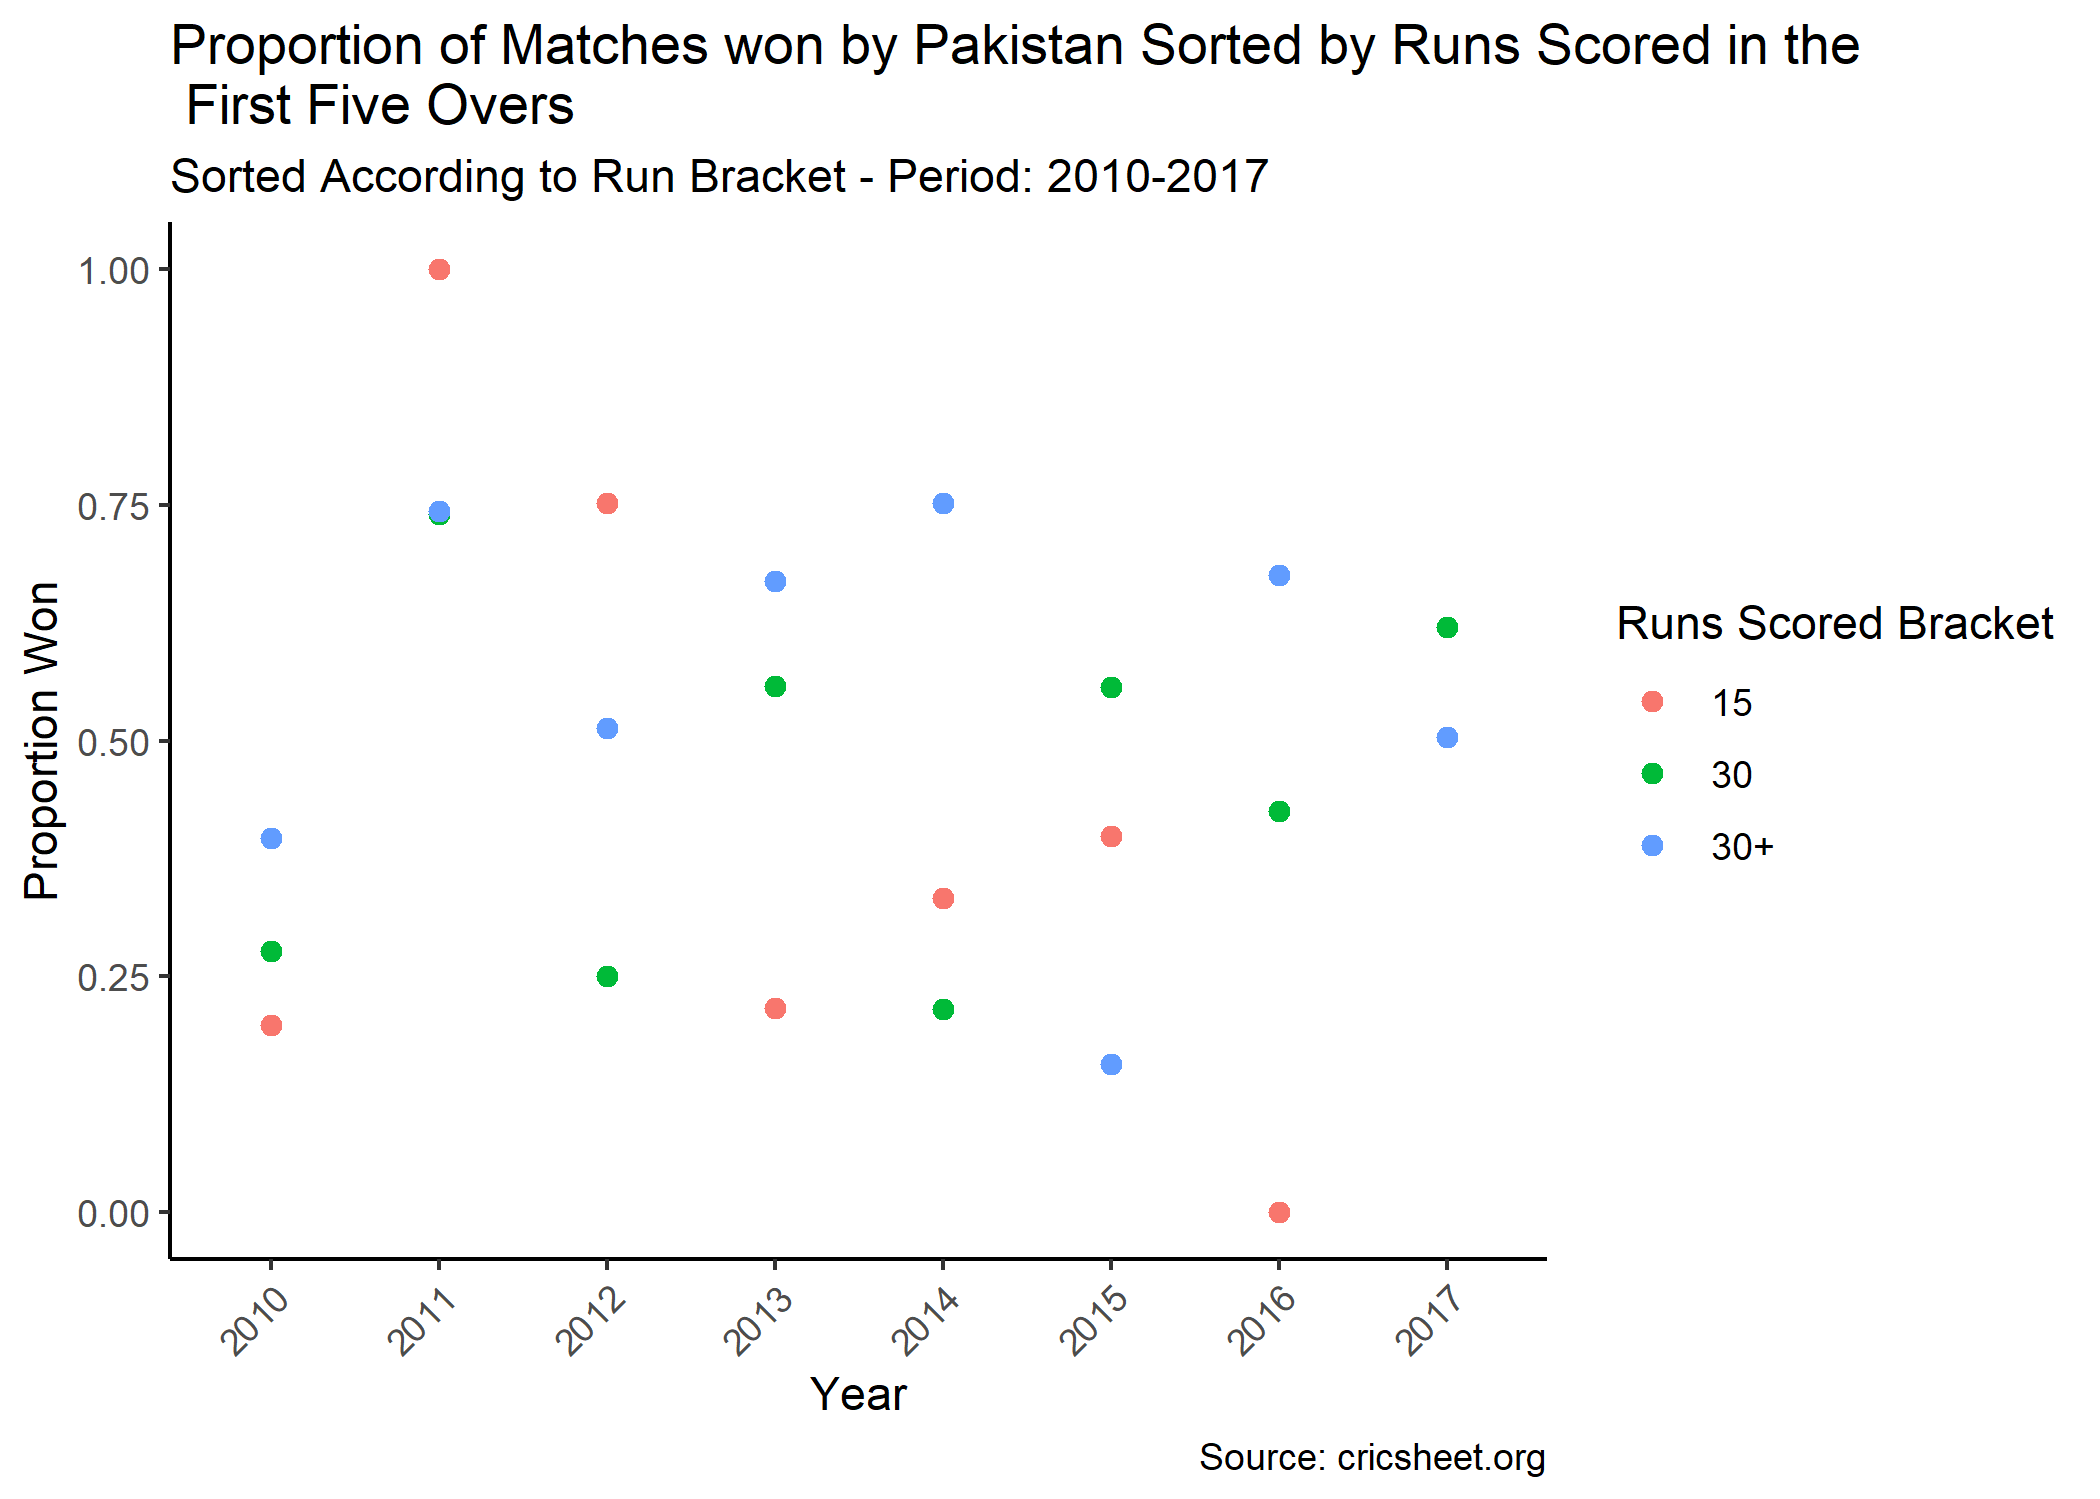 Proportion of Matches won by Pakistan Sorted by Runs Scored in the
First Five Overs
Sorted According to Run Bracket - Period: 2010-2017
Proportion Won
1.00
0.75
0.50
0.25
0.00
2010
2011
2012
2013
2014
2015
2016
2017
Year
Runs Scored Bracket
15
30
30+
Source: cricsheet.org